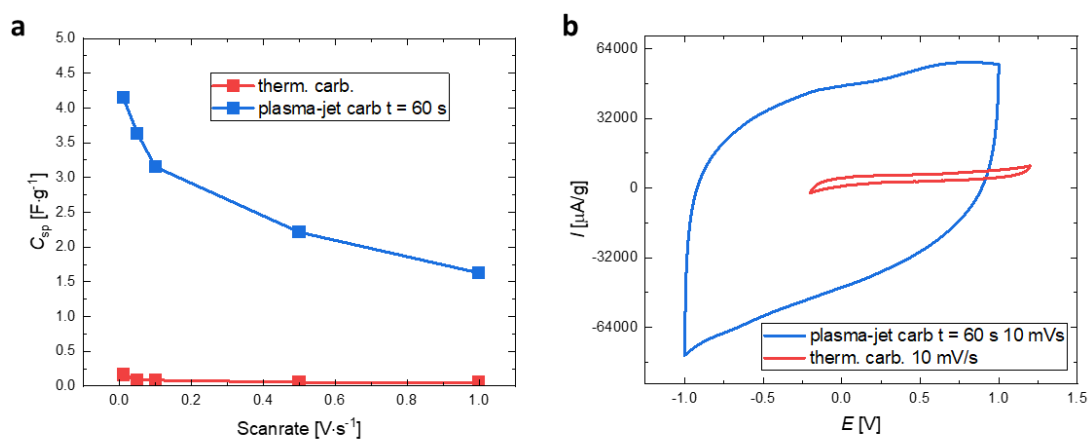 a
5.0
4.5
4.0
3.5
3.0
2.5
2.0
1.5
1.0
0.5
0.0
C_sp [F·g⁻¹]
therm. carb.
plasma-jet carb t = 60 s
0.0 0.2 0.4 0.6 0.8 1.0
Scanrate [V·s⁻¹]
b
64000
32000
0
-32000
-64000
I [µA/g]
plasma-jet carb t = 60 s 10 mV/s
therm. carb. 10 mV/s
-1.0 -0.5 0.0 0.5 1.0 1.5
E [V]